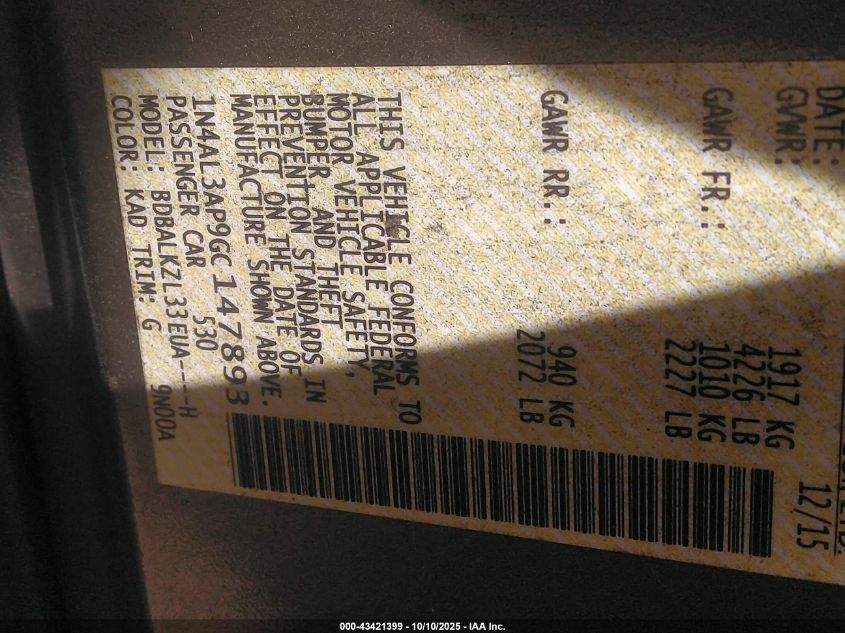 DATE: 12/15
GVWR: 1917 KG
4226 LB
GAWR FR.: 1010 KG
2227 LB
GAWR RR.: 940 KG
2072 LB
THIS VEHICLE CONFORMS TO
ALL APPLICABLE FEDERAL
MOTOR VEHICLE SAFETY,
BUMPER, AND THEFT
PREVENTION STANDARDS IN
EFFECT ON THE DATE OF
MANUFACTURE SHOWN ABOVE.
1N4AL3AP9GC147893
PASSENGER CAR 530
MODEL: BDBALKZL33EUA----H
COLOR: KAD TRIM: G 9N00A
000-43421399 - 10/10/2025 - IAA Inc.